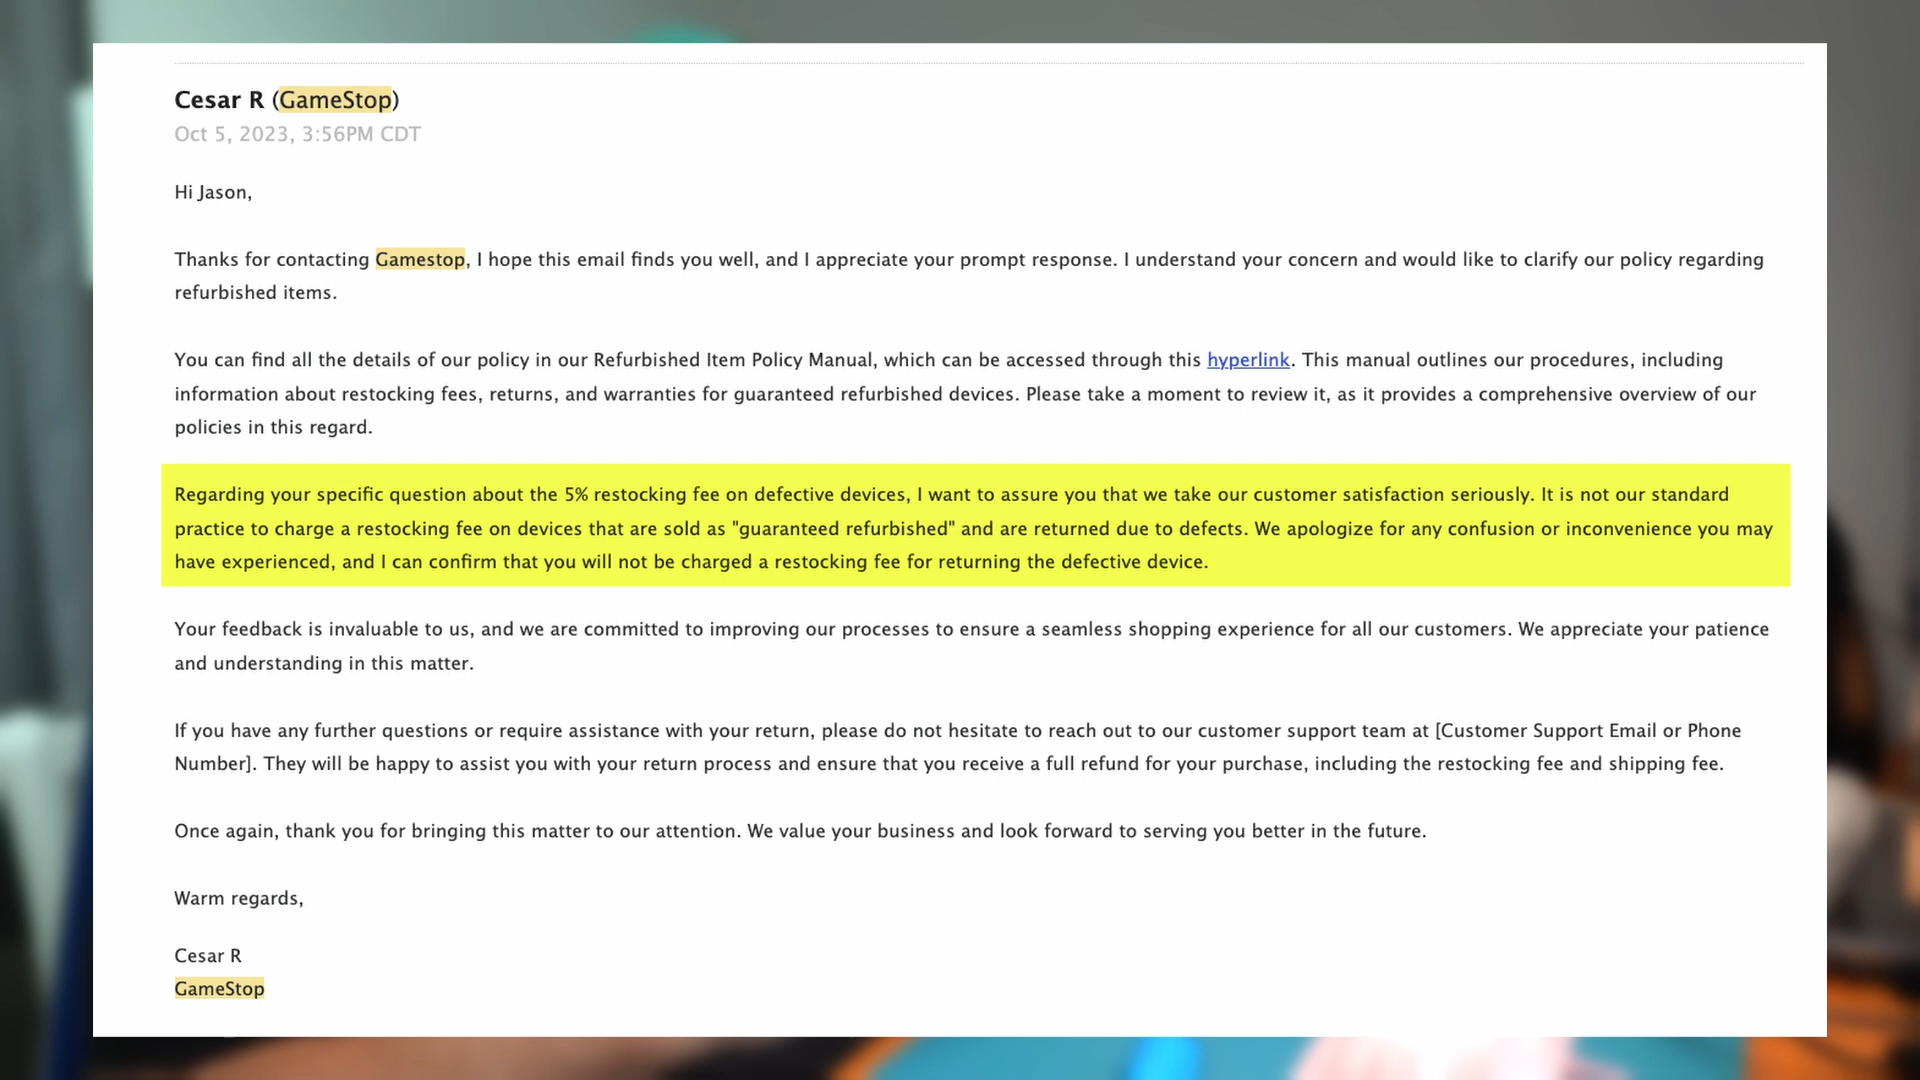 Cesar R (GameStop)
Oct 5, 2023, 3:56PM CDT
Hi Jason,
Thanks for contacting Gamestop, I hope this email finds you well, and I appreciate your prompt response. I understand your concern and would like to clarify our policy regarding
refurbished items.
You can find all the details of our policy in our Refurbished Item Policy Manual, which can be accessed through this hyperlink. This manual outlines our procedures, including
information about restocking fees, returns, and warranties for guaranteed refurbished devices. Please take a moment to review it, as it provides a comprehensive overview of our
policies in this regard.
Regarding your specific question about the 5% restocking fee on defective devices, I want to assure you that we take our customer satisfaction seriously. It is not our standard
practice to charge a restocking fee on devices that are sold as "guaranteed refurbished" and are returned due to defects. We apologize for any confusion or inconvenience you may
have experienced, and I can confirm that you will not be charged a restocking fee for returning the defective device.
Your feedback is invaluable to us, and we are committed to improving our processes to ensure a seamless shopping experience for all our customers. We appreciate your patience
and understanding in this matter.
If you have any further questions or require assistance with your return, please do not hesitate to reach out to our customer support team at [Customer Support Email or Phone
Number]. They will be happy to assist you with your return process and ensure that you receive a full refund for your purchase, including the restocking fee and shipping fee.
Once again, thank you for bringing this matter to our attention. We value your business and look forward to serving you better in the future.
Warm regards,
Cesar R
GameStop